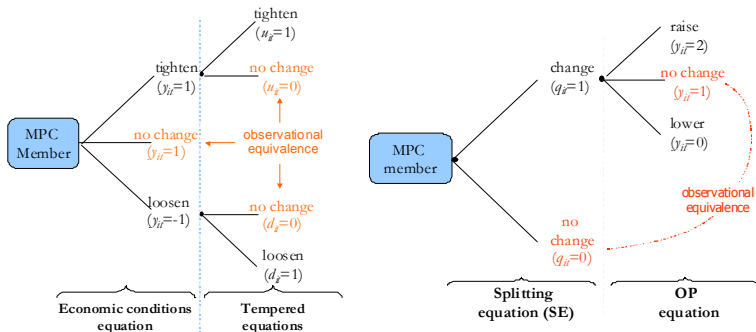 tighten
(u_it=1)
tighten
(y_it=1)
no change
(u_it=0)
MPC
Member
no change
(y_it=1)
observational
equivalence
loosen
(y_it=-1)
no change
(d_it=0)
loosen
(d_it=1)
Economic conditions
equation
Tempered
equations
raise
(y_it=2)
change
(q_it=1)
no change
(y_it=1)
MPC
member
lower
(y_it=0)
observational
equivalence
no
change
(q_it=0)
Splitting
equation (SE)
OP
equation